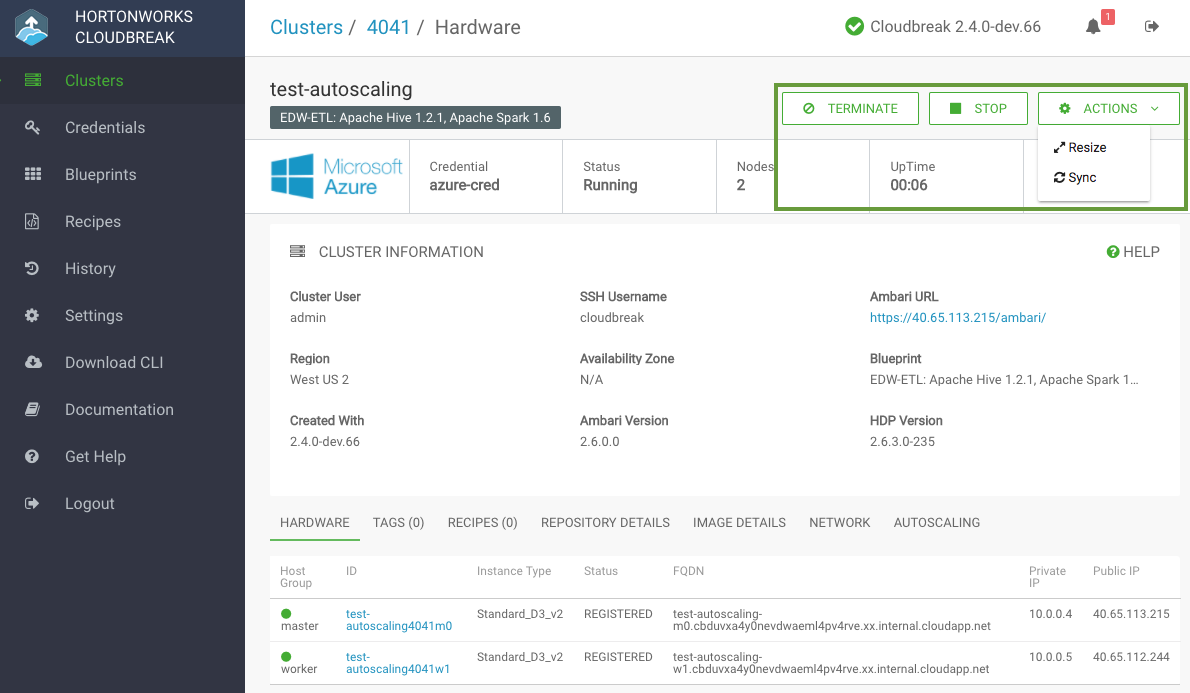 HORTONWORKS
CLOUDBREAK
Clusters / 4041 / Hardware
Cloudbreak 2.4.0-dev.66
1
Clusters
Credentials
Blueprints
Recipes
History
Settings
Download CLI
Documentation
Get Help
Logout
test-autoscaling
EDW-ETL: Apache Hive 1.2.1, Apache Spark 1.6
TERMINATE
STOP
ACTIONS
Resize
Sync
Microsoft
Azure
Credential
azure-cred
Status
Running
Nodes
2
UpTime
00:06
CLUSTER INFORMATION
HELP
Cluster User
admin
SSH Username
cloudbreak
Ambari URL
https://40.65.113.215/ambari/
Region
West US 2
Availability Zone
N/A
Blueprint
EDW-ETL: Apache Hive 1.2.1, Apache Spark 1...
Created With
2.4.0-dev.66
Ambari Version
2.6.0.0
HDP Version
2.6.3.0-235
HARDWARE TAGS (0) RECIPES (0) REPOSITORY DETAILS IMAGE DETAILS NETWORK AUTOSCALING
Host Group ID Instance Type Status FQDN Private IP Public IP
master test-autoscaling4041m0 Standard_D3_v2 REGISTERED test-autoscaling-m0.cbduvxa4y0nevdwaeml4pv4rve.xx.internal.cloudapp.net 10.0.0.4 40.65.113.215
worker test-autoscaling4041w1 Standard_D3_v2 REGISTERED test-autoscaling-w1.cbduvxa4y0nevdwaeml4pv4rve.xx.internal.cloudapp.net 10.0.0.5 40.65.112.244